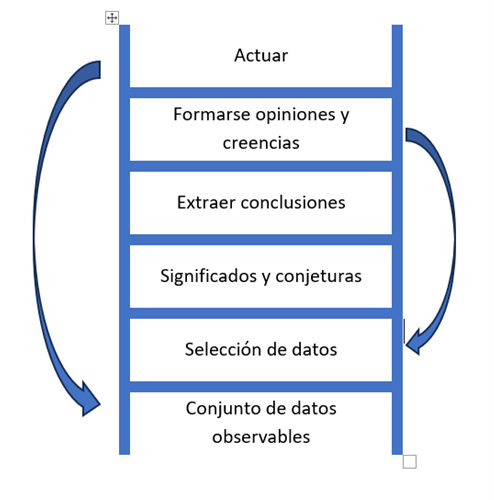 Actuar
Formarse opiniones y
creencias
Extraer conclusiones
Significados y conjeturas
Selección de datos
Conjunto de datos
observables